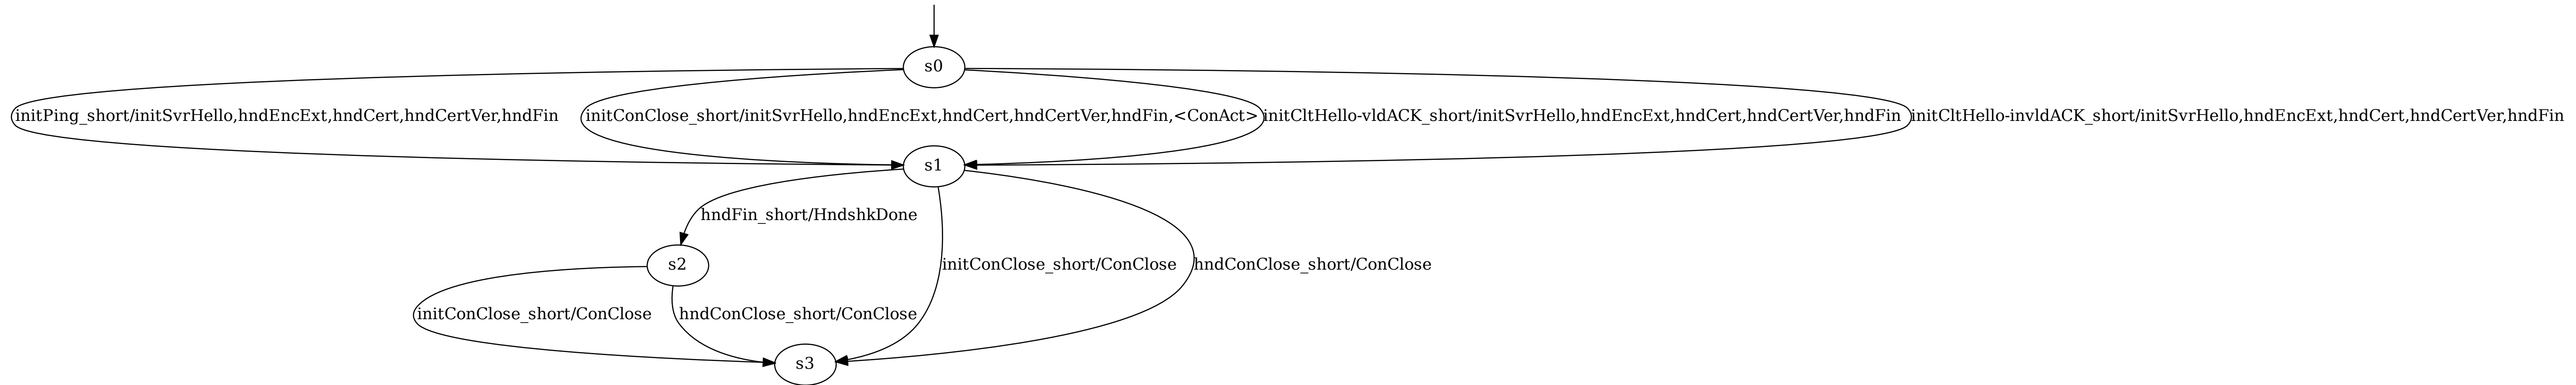 s0
initPing_short/initSvrHello,hndEncExt,hndCert,hndCertVer,hndFin
initConClose_short/initSvrHello,hndEncExt,hndCert,hndCertVer,hndFin,<ConAct>
initCltHello-vldACK_short/initSvrHello,hndEncExt,hndCert,hndCertVer,hndFin
initCltHello-invldACK_short/initSvrHello,hndEncExt,hndCert,hndCertVer,hndFin
s1
hndFin_short/HndshkDone
s2
initConClose_short/ConClose
hndConClose_short/ConClose
initConClose_short/ConClose
hndConClose_short/ConClose
s3